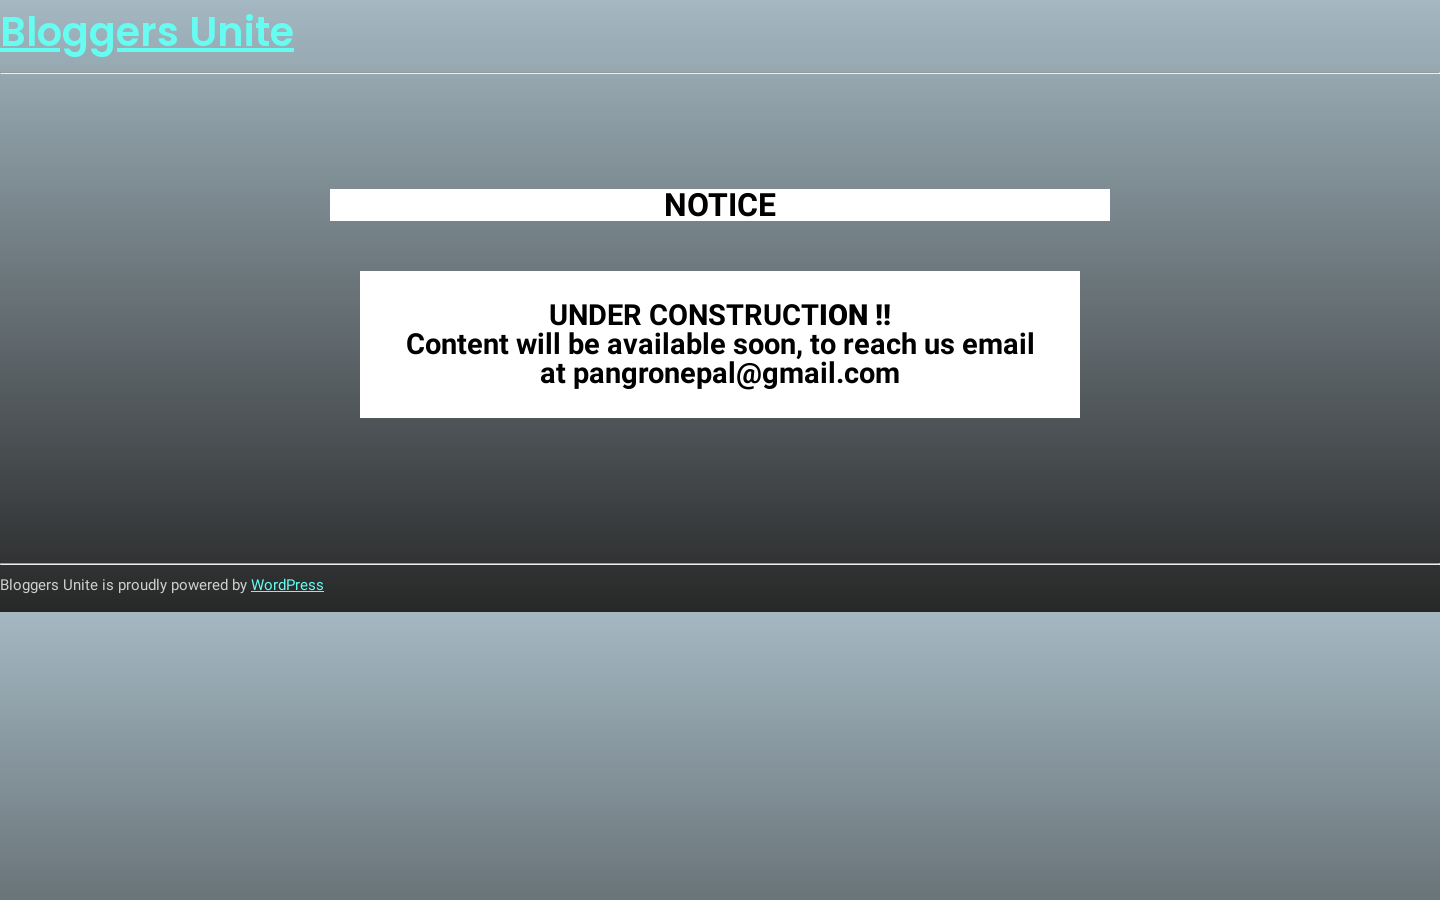 Bloggers Unite
NOTICE
UNDER CONSTRUCTION !!
Content will be available soon, to reach us email
at pangronepal@gmail.com
Bloggers Unite is proudly powered by WordPress